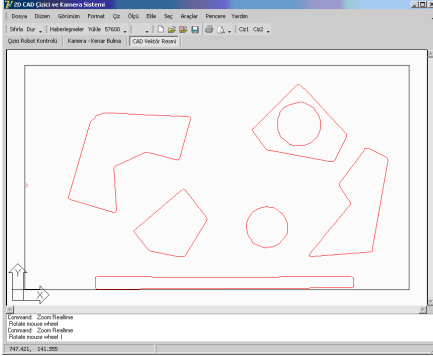 2D CAD Çizici ve Kamera Sistemi
Dosya Düzen Görünüm Format Çiz Ölçü Ekle Seç Araçlar Pencere Yardım
Sıfırla Dur Haberleşmeler Yükle 57600 Ciz1 Ciz2
Çizici Robot Kontrolü Kamera - Kenar Bulma CAD Vektör Resmi
Y
X
Command: Zoom Realtime
Rotate mouse wheel
Command: Zoom Realtime
Rotate mouse wheel |
747.421, 141.355